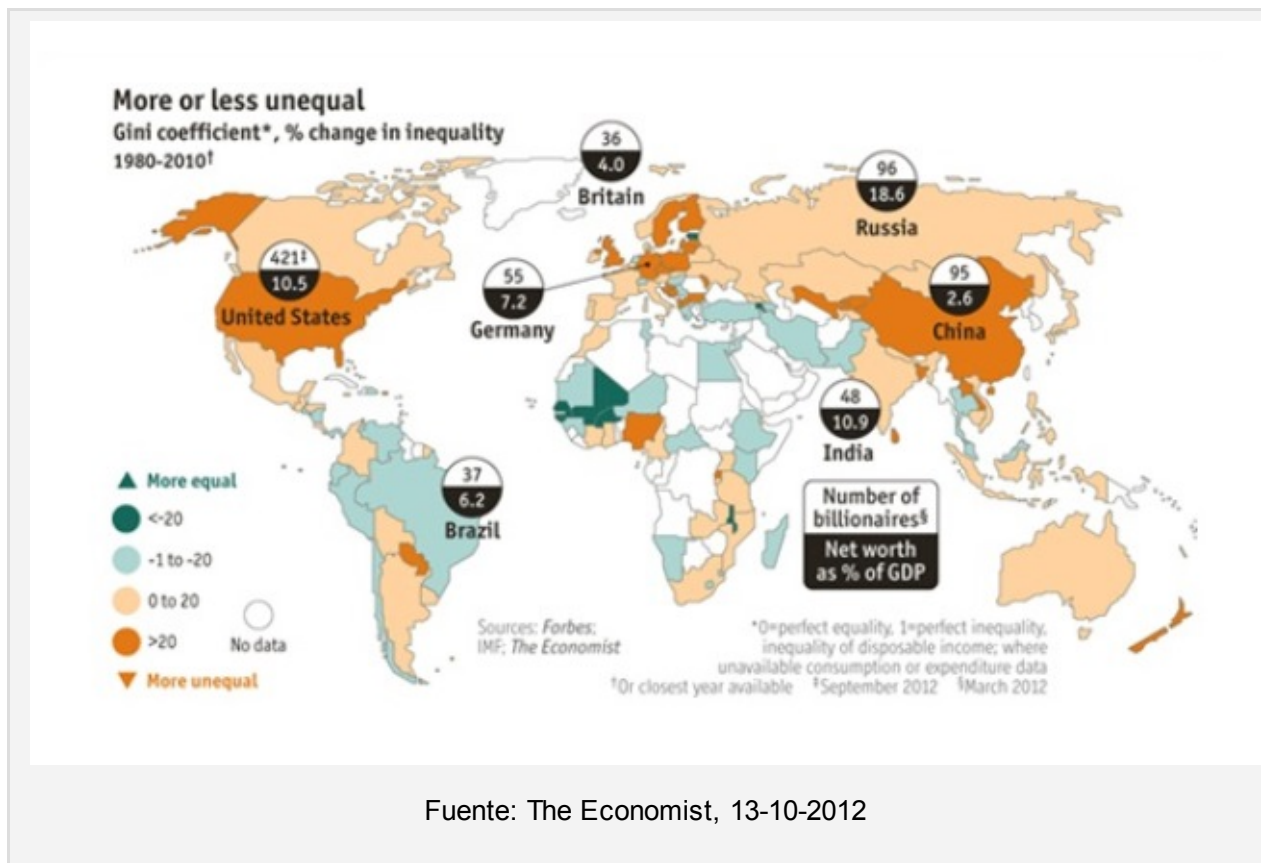 More or less unequal
Gini coefficient*, % change in inequality
1980-2010†
36
4.0
Britain
96
18.6
Russia
421‡
10.5
United States
55
7.2
Germany
95
2.6
China
48
10.9
India
37
6.2
Brazil
More equal
<-20
-1 to -20
0 to 20
>20
More unequal
No data
Number of
billionaires§
Net worth
as % of GDP
Sources: Forbes;
IMF; The Economist
*0=perfect equality, 1=perfect inequality,
inequality of disposable income; where
unavailable consumption or expenditure data
†Or closest year available ‡September 2012 §March 2012
Fuente: The Economist, 13-10-2012